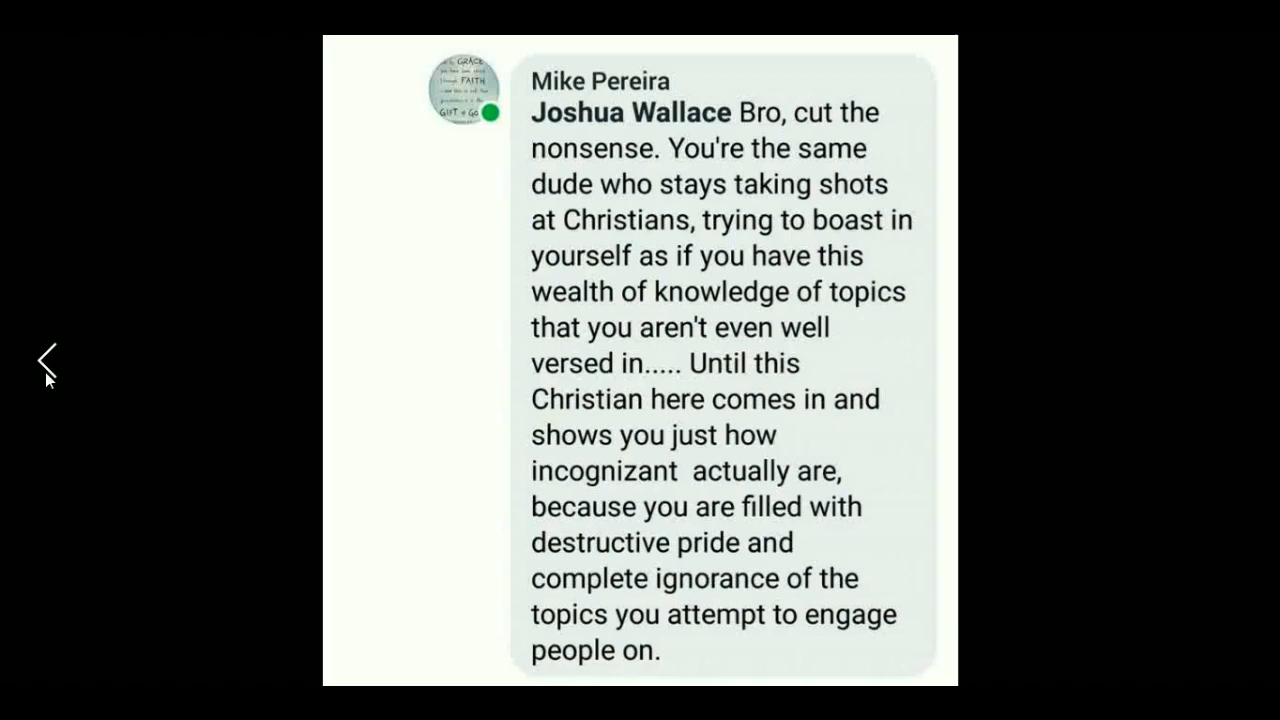 GRACE
FAITH
GIFT
Mike Pereira
Joshua Wallace Bro, cut the
nonsense. You're the same
dude who stays taking shots
at Christians, trying to boast in
yourself as if you have this
wealth of knowledge of topics
that you aren't even well
versed in..... Until this
Christian here comes in and
shows you just how
incognizant  actually are,
because you are filled with
destructive pride and
complete ignorance of the
topics you attempt to engage
people on.